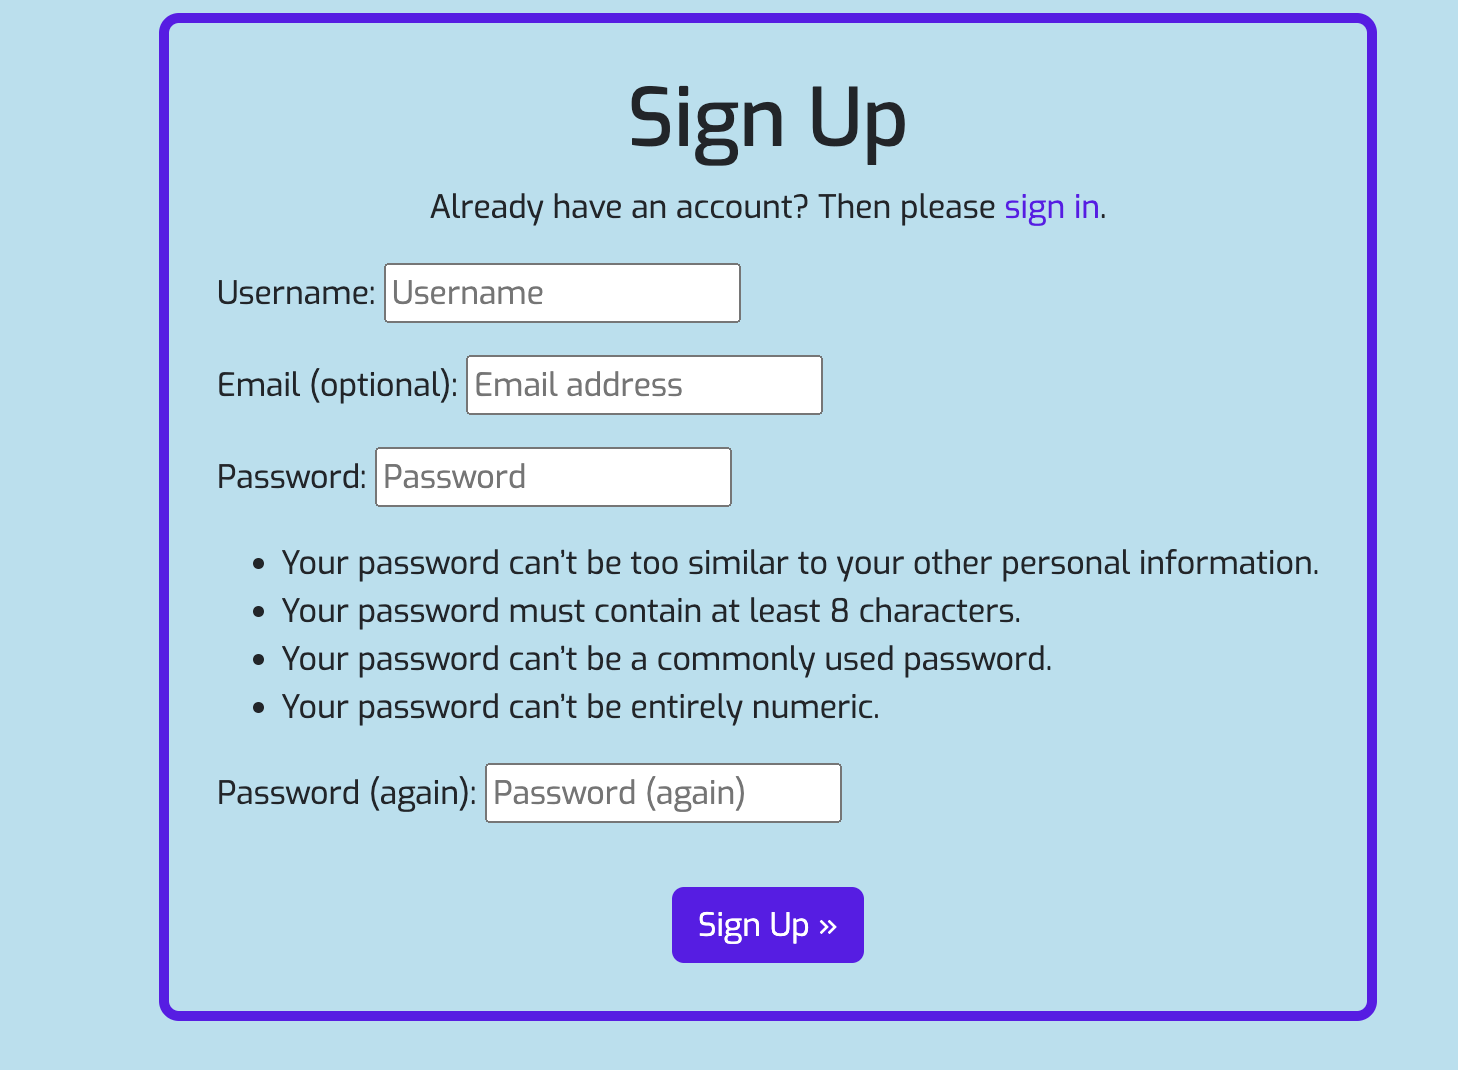 Sign Up
Already have an account? Then please sign in.
Username: Username
Email (optional): Email address
Password: Password
• Your password can’t be too similar to your other personal information.
• Your password must contain at least 8 characters.
• Your password can’t be a commonly used password.
• Your password can’t be entirely numeric.
Password (again): Password (again)
Sign Up »